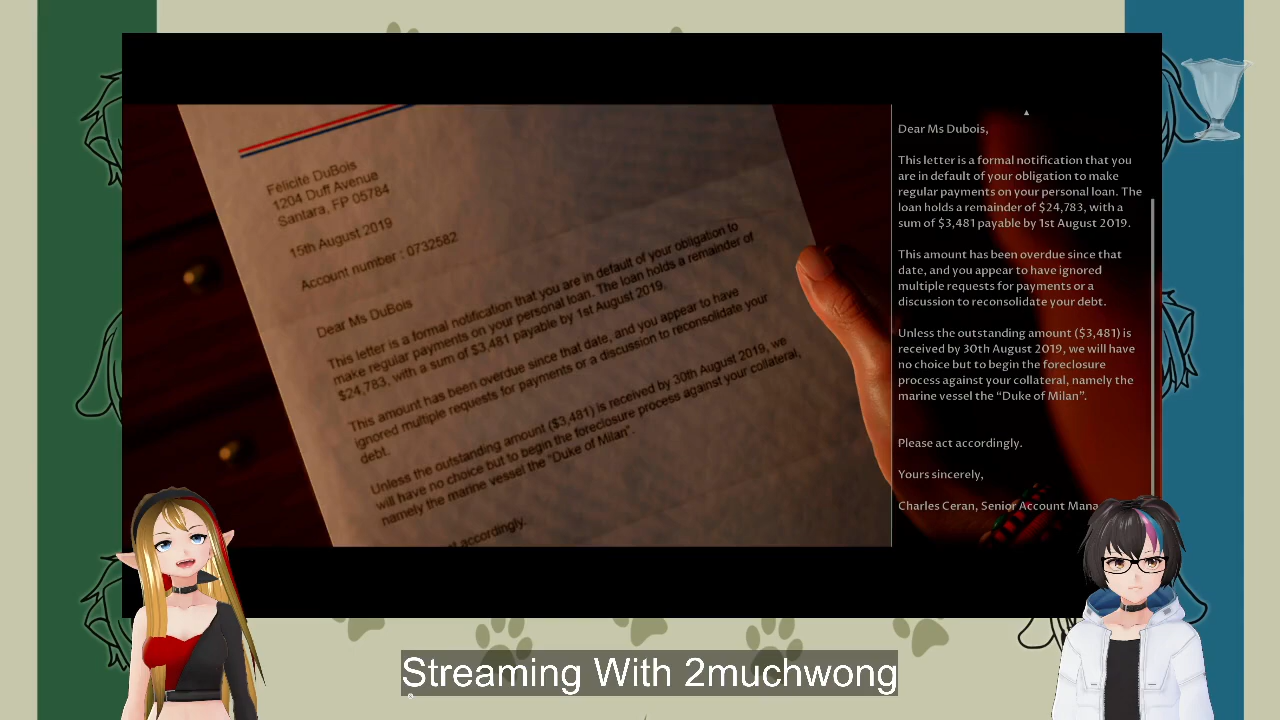 Felicité DuBois
1204 Duff Avenue
Santara, FP 05784
15th August 2019
Account number : 0732582
Dear Ms DuBois
This letter is a formal notification that you are in default of your obligation to
make regular payments on your personal loan. The loan holds a remainder of
$24,783, with a sum of $3,481 payable by 1st August 2019.
This amount has been overdue since that date, and you appear to have
ignored multiple requests for payments or a discussion to reconsolidate your
debt.
Unless the outstanding amount ($3,481) is received by 30th August 2019, we
will have no choice but to begin the foreclosure process against your collateral,
namely the marine vessel the "Duke of Milan".
accordingly.
Dear Ms Dubois,
This letter is a formal notification that you
are in default of your obligation to make
regular payments on your personal loan. The
loan holds a remainder of $24,783, with a
sum of $3,481 payable by 1st August 2019.
This amount has been overdue since that
date, and you appear to have ignored
multiple requests for payments or a
discussion to reconsolidate your debt.
Unless the outstanding amount ($3,481) is
received by 30th August 2019, we will have
no choice but to begin the foreclosure
process against your collateral, namely the
marine vessel the “Duke of Milan”.
Please act accordingly.
Yours sincerely,
Charles Ceran, Senior Account Mana
Streaming With 2muchwong